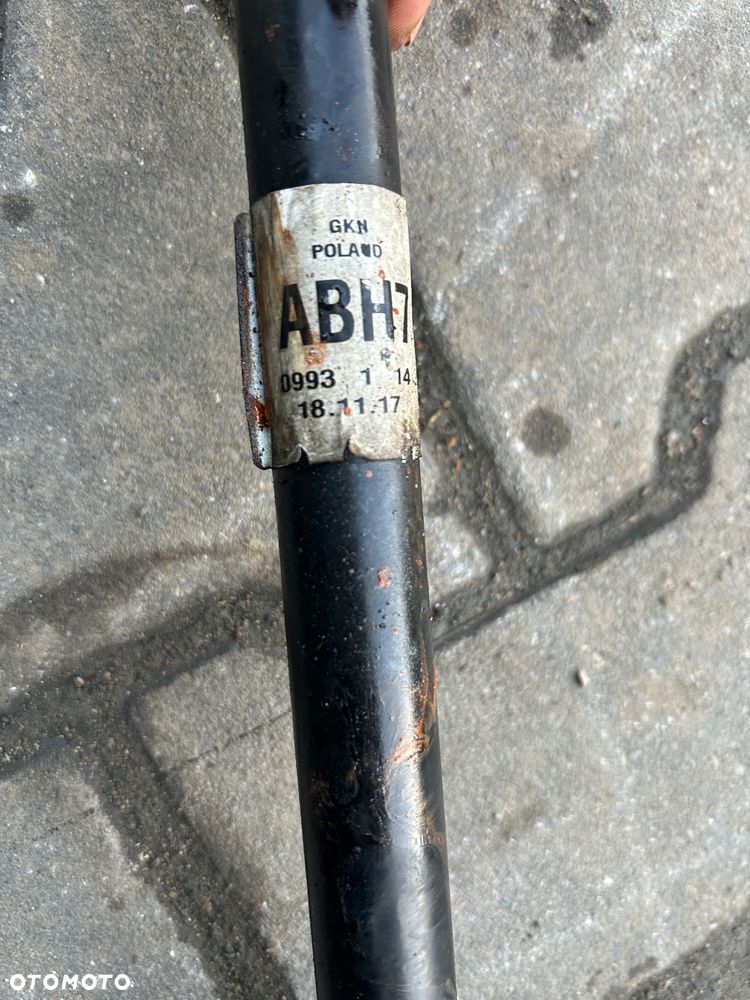 GKN
POLAND
ABH7
0993 1 14
18.11.17
OTOMOTO